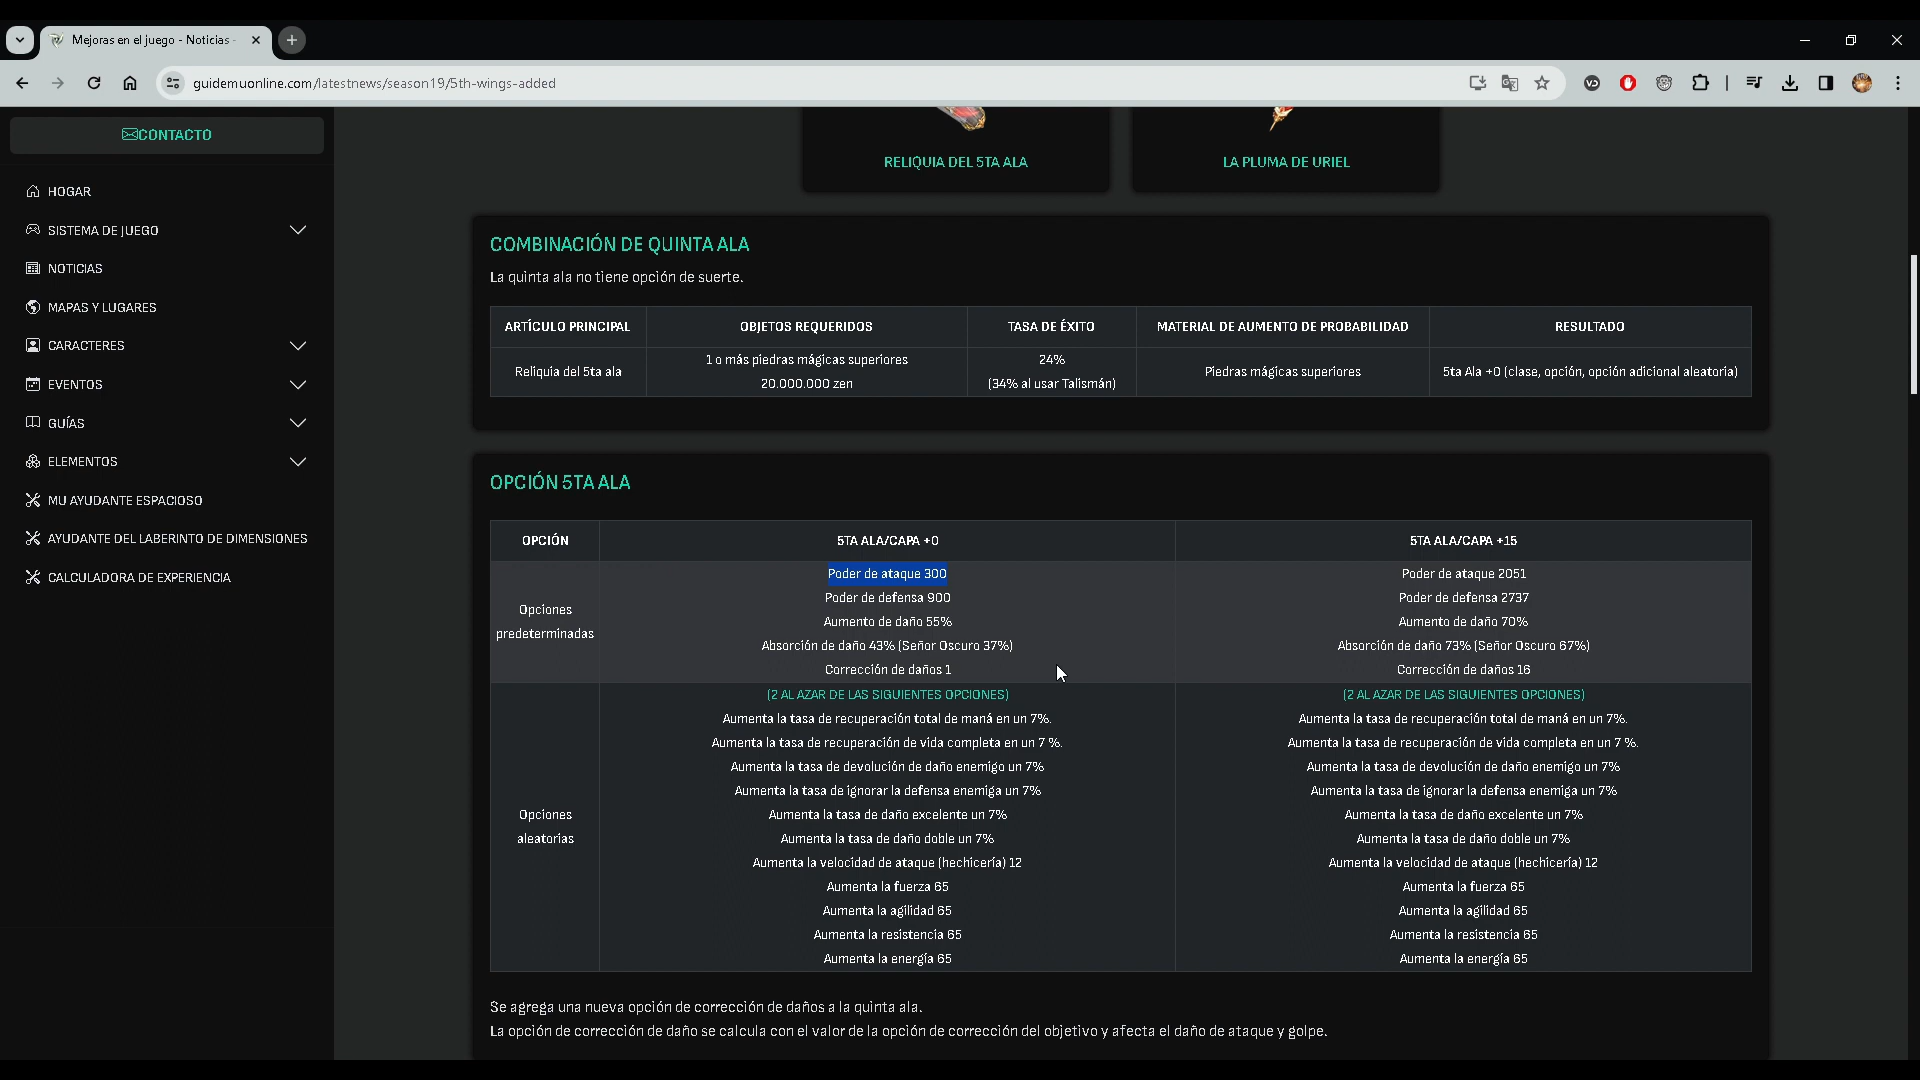 Mejoras en el juego - Noticias -
guidemuonline.com/latestnews/season19/5th-wings-added
CONTACTO
HOGAR
SISTEMA DE JUEGO
NOTICIAS
MAPAS Y LUGARES
CARACTERES
EVENTOS
GUÍAS
ELEMENTOS
MU AYUDANTE ESPACIOSO
AYUDANTE DEL LABERINTO DE DIMENSIONES
CALCULADORA DE EXPERIENCIA
RELIQUIA DEL 5TA ALA
LA PLUMA DE URIEL
COMBINACIÓN DE QUINTA ALA
La quinta ala no tiene opción de suerte.
ARTÍCULO PRINCIPAL
OBJETOS REQUERIDOS
TASA DE ÉXITO
MATERIAL DE AUMENTO DE PROBABILIDAD
RESULTADO
Reliquia del 5ta ala
1 o más piedras mágicas superiores
20.000.000 zen
24%
(34% al usar Talismán)
Piedras mágicas superiores
5ta Ala +0 (clase, opción, opción adicional aleatoria)
OPCIÓN 5TA ALA
OPCIÓN
5TA ALA/CAPA +0
5TA ALA/CAPA +15
Opciones
predeterminadas
Poder de ataque 300
Poder de defensa 900
Aumento de daño 55%
Absorción de daño 43% (Señor Oscuro 37%)
Corrección de daños 1
Poder de ataque 2051
Poder de defensa 2737
Aumento de daño 70%
Absorción de daño 73% (Señor Oscuro 67%)
Corrección de daños 16
Opciones
aleatorias
(2 AL AZAR DE LAS SIGUIENTES OPCIONES)
Aumenta la tasa de recuperación total de maná en un 7%.
Aumenta la tasa de recuperación de vida completa en un 7 %.
Aumenta la tasa de devolución de daño enemigo un 7%
Aumenta la tasa de ignorar la defensa enemiga un 7%
Aumenta la tasa de daño excelente un 7%
Aumenta la tasa de daño doble un 7%
Aumenta la velocidad de ataque (hechicería) 12
Aumenta la fuerza 65
Aumenta la agilidad 65
Aumenta la resistencia 65
Aumenta la energía 65
(2 AL AZAR DE LAS SIGUIENTES OPCIONES)
Aumenta la tasa de recuperación total de maná en un 7%.
Aumenta la tasa de recuperación de vida completa en un 7 %.
Aumenta la tasa de devolución de daño enemigo un 7%
Aumenta la tasa de ignorar la defensa enemiga un 7%
Aumenta la tasa de daño excelente un 7%
Aumenta la tasa de daño doble un 7%
Aumenta la velocidad de ataque (hechicería) 12
Aumenta la fuerza 65
Aumenta la agilidad 65
Aumenta la resistencia 65
Aumenta la energía 65
Se agrega una nueva opción de corrección de daños a la quinta ala.
La opción de corrección de daño se calcula con el valor de la opción de corrección del objetivo y afecta el daño de ataque y golpe.